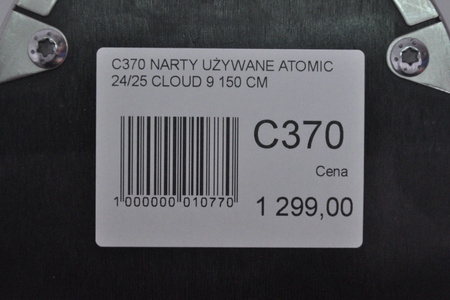 C370 NARTY UŻYWANE ATOMIC
24/25 CLOUD 9 150 CM
C370
Cena
1 000000 010770
1 299,00